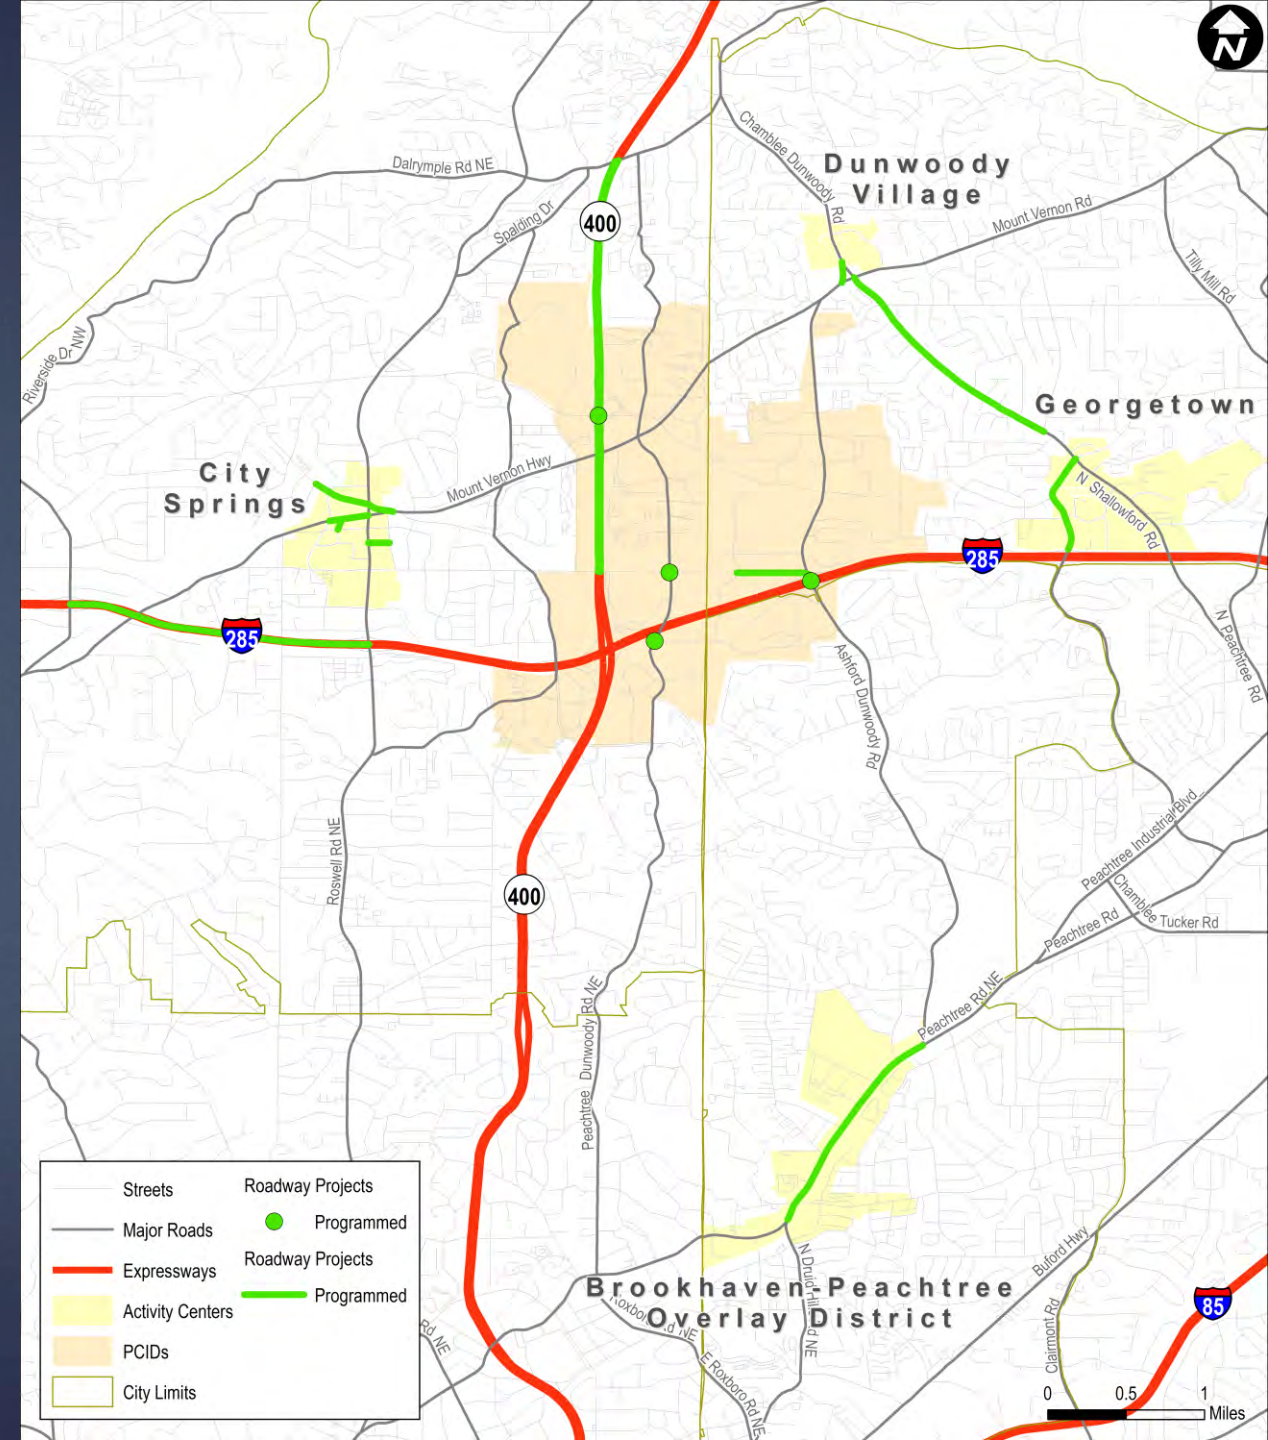 N
Dalrymple Rd NE
Chamblee Dunwoody Rd
Dunwoody
Village
Spalding Dr
400
Mount Vernon Rd
Tilly Mill Rd
Riverside Dr NW
Georgetown
City
Springs
Mount Vernon Hwy
N Shallowford Rd
285
285
N Peachtree Rd
Ashford Dunwoody Rd
Roswell Rd NE
Peachtree Industrial Blvd
400
Chamblee Tucker Rd
Peachtree Rd
Peachtree Rd NE
Peachtree Dunwoody Rd NE
Streets
Major Roads
Expressways
Activity Centers
PCIDs
City Limits
Roadway Projects
Programmed
Roadway Projects
Programmed
Buford Hwy
N Druid Hills Rd NE
Brookhaven-Peachtree
Overlay District
85
Rd NE
E Roxboro Rd NE
Clairmont Rd
0 0.5 1
Miles